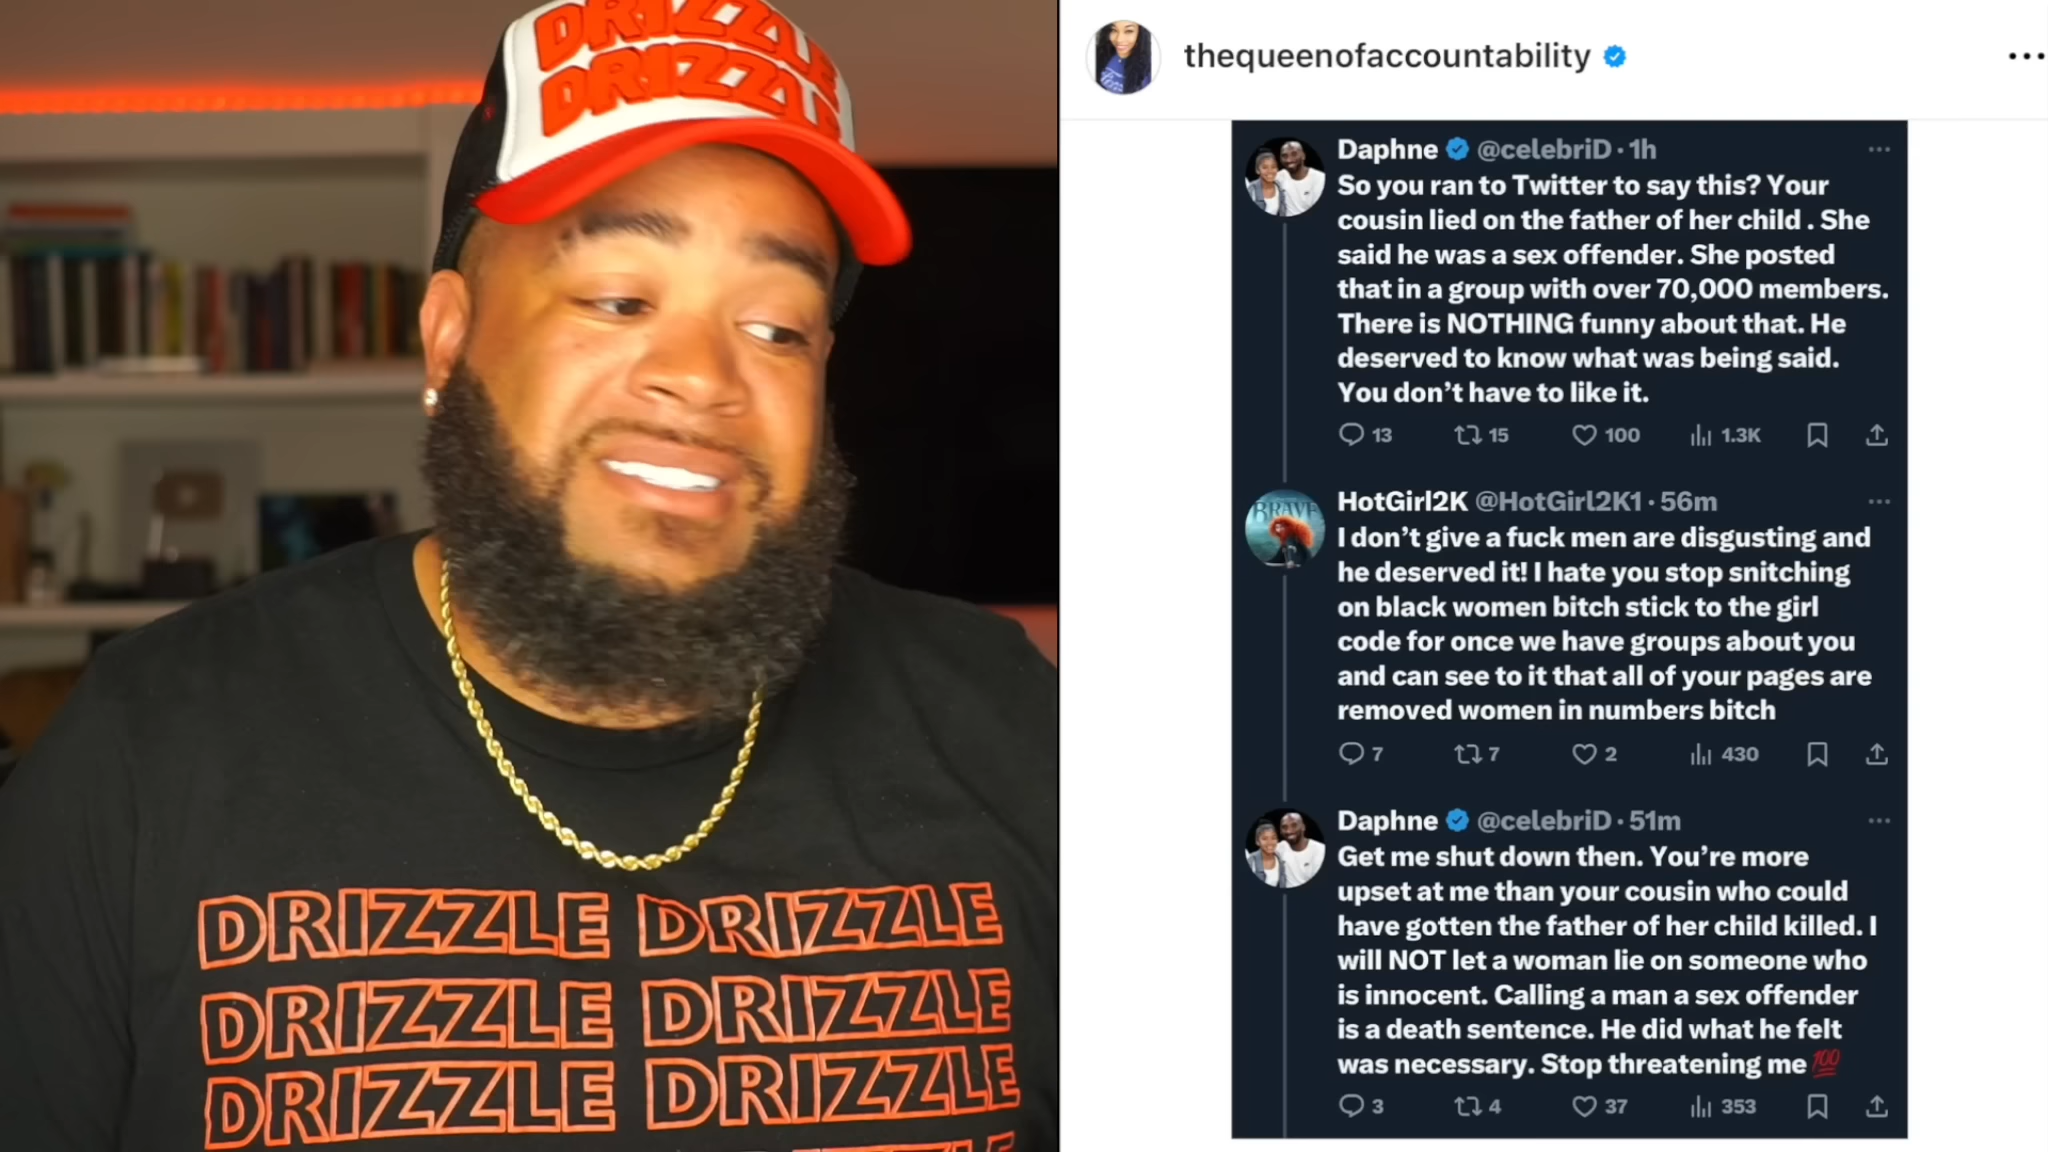 DRIZZLE
DRIZZLE
DRIZZLE DRIZZLE
DRIZZLE DRIZZLE
DRIZZLE DRIZZLE
thequeenofaccountability
Daphne @celebriD · 1h
So you ran to Twitter to say this? Your
cousin lied on the father of her child . She
said he was a sex offender. She posted
that in a group with over 70,000 members.
There is NOTHING funny about that. He
deserved to know what was being said.
You don’t have to like it.
13 15 100 1.3K
BRAVE
HotGirl2K @HotGirl2K1 · 56m
I don’t give a fuck men are disgusting and
he deserved it! I hate you stop snitching
on black women bitch stick to the girl
code for once we have groups about you
and can see to it that all of your pages are
removed women in numbers bitch
7 7 2 430
Daphne @celebriD · 51m
Get me shut down then. You’re more
upset at me than your cousin who could
have gotten the father of her child killed. I
will NOT let a woman lie on someone who
is innocent. Calling a man a sex offender
is a death sentence. He did what he felt
was necessary. Stop threatening me 💯
3 4 37 353